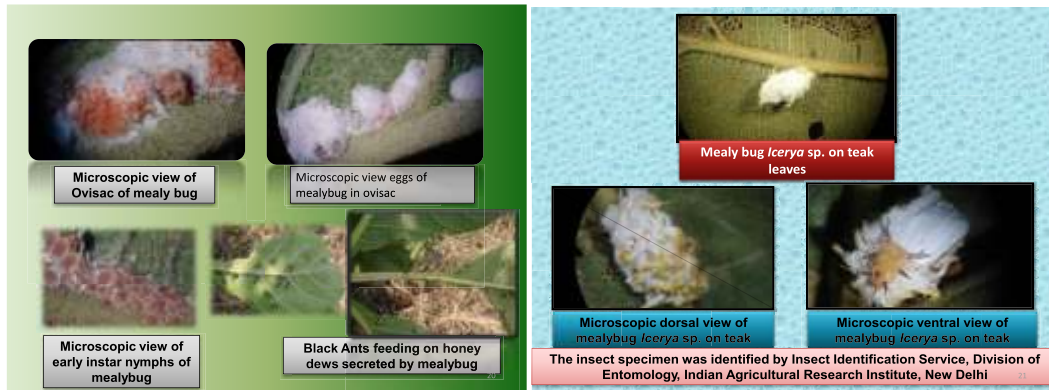 Microscopic view of
Ovisac of mealy bug
Microscopic view eggs of
mealybug in ovisac
Microscopic view of
early instar nymphs of
mealybug
Black Ants feeding on honey
dews secreted by mealybug
20
Mealy bug Icerya sp. on teak
leaves
Microscopic dorsal view of
mealybug Icerya sp. on teak
Microscopic ventral view of
mealybug Icerya sp. on teak
The insect specimen was identified by Insect Identification Service, Division of
Entomology, Indian Agricultural Research Institute, New Delhi
21